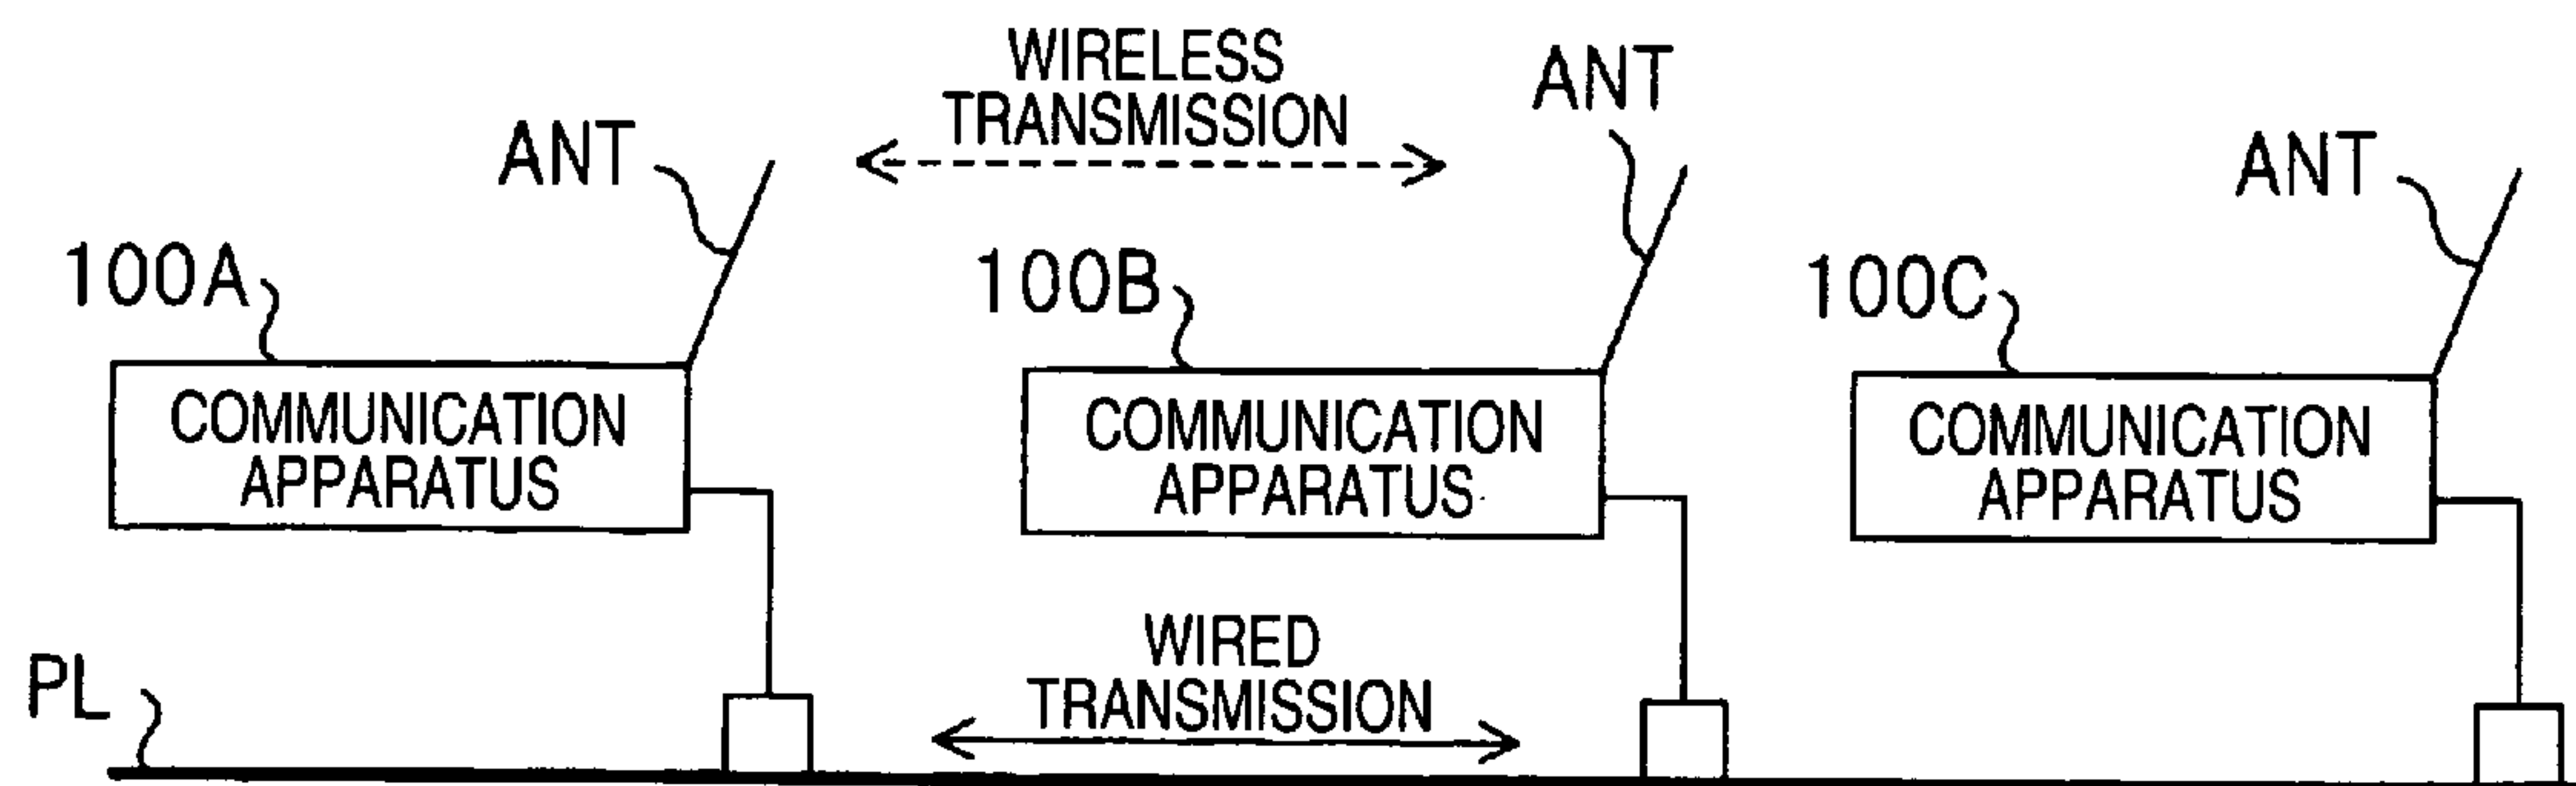 WIRELESS
TRANSMISSION
ANT
ANT
ANT
100A
100B
100C
COMMUNICATION
APPARATUS
COMMUNICATION
APPARATUS
COMMUNICATION
APPARATUS
WIRED
TRANSMISSION
PL